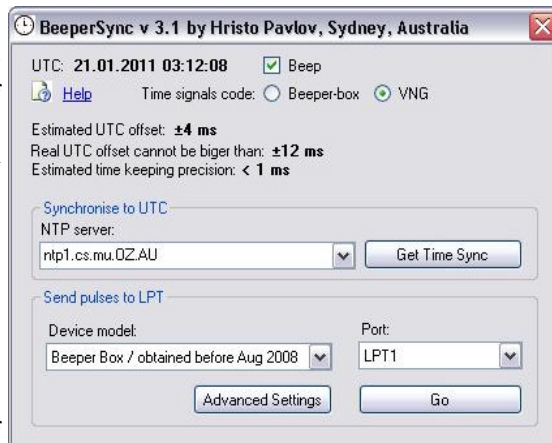 BeeperSync v 3.1 by Hristo Pavlov, Sydney, Australia
UTC: 21.01.2011 03:12:08 Beep
Help Time signals code: Beeper-box VNG
Estimated UTC offset: ±4 ms
Real UTC offset cannot be biger than: ±12 ms
Estimated time keeping precision: < 1 ms
Synchronise to UTC
NTP server:
ntp1.cs.mu.OZ.AU Get Time Sync
Send pulses to LPT
Device model: Port:
Beeper Box / obtained before Aug 2008 LPT1
Advanced Settings Go